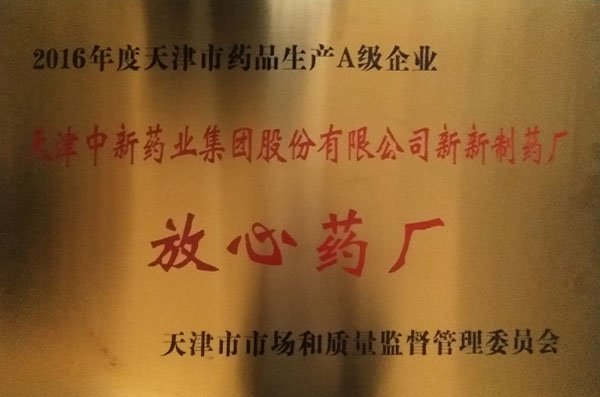 2016年度天津市药品生产A级企业
天津中新药业集团股份有限公司新新制药厂
放心药厂
天津市市场和质量监督管理委员会